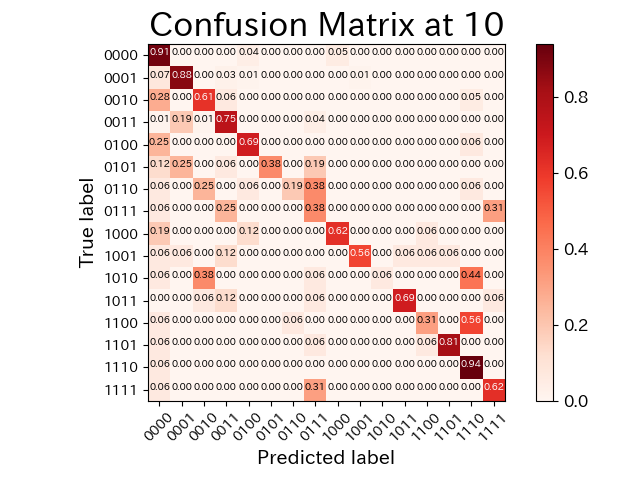 Confusion Matrix at 10
0000 0.91 0.00 0.00 0.00 0.04 0.00 0.00 0.00 0.05 0.00 0.00 0.00 0.00 0.00 0.00 0.00
0001 0.07 0.88 0.00 0.03 0.01 0.00 0.00 0.00 0.00 0.01 0.00 0.00 0.00 0.00 0.00 0.00
0010 0.28 0.00 0.61 0.06 0.00 0.00 0.00 0.00 0.00 0.00 0.00 0.00 0.00 0.00 0.05 0.00
0011 0.01 0.19 0.01 0.75 0.00 0.00 0.00 0.04 0.00 0.00 0.00 0.00 0.00 0.00 0.00 0.00
0100 0.25 0.00 0.00 0.00 0.69 0.00 0.00 0.00 0.00 0.00 0.00 0.00 0.00 0.00 0.06 0.00
0101 0.12 0.25 0.00 0.06 0.00 0.38 0.00 0.19 0.00 0.00 0.00 0.00 0.00 0.00 0.00 0.00
0110 0.06 0.00 0.25 0.00 0.06 0.00 0.19 0.38 0.00 0.00 0.00 0.00 0.00 0.00 0.06 0.00
0111 0.06 0.00 0.00 0.25 0.00 0.00 0.00 0.38 0.00 0.00 0.00 0.00 0.00 0.00 0.00 0.31
1000 0.19 0.00 0.00 0.00 0.12 0.00 0.00 0.00 0.62 0.00 0.00 0.00 0.06 0.00 0.00 0.00
1001 0.06 0.06 0.00 0.12 0.00 0.00 0.00 0.00 0.00 0.56 0.00 0.06 0.06 0.06 0.00 0.00
1010 0.06 0.00 0.38 0.00 0.00 0.00 0.00 0.06 0.00 0.00 0.06 0.00 0.00 0.00 0.44 0.00
1011 0.00 0.00 0.06 0.12 0.00 0.00 0.00 0.06 0.00 0.00 0.00 0.69 0.00 0.00 0.00 0.06
1100 0.06 0.00 0.00 0.00 0.00 0.00 0.06 0.00 0.00 0.00 0.00 0.00 0.31 0.00 0.56 0.00
1101 0.06 0.00 0.00 0.00 0.00 0.00 0.00 0.06 0.00 0.00 0.00 0.00 0.06 0.81 0.00 0.00
1110 0.06 0.00 0.00 0.00 0.00 0.00 0.00 0.00 0.00 0.00 0.00 0.00 0.00 0.00 0.94 0.00
1111 0.06 0.00 0.00 0.00 0.00 0.00 0.00 0.31 0.00 0.00 0.00 0.00 0.00 0.00 0.00 0.62
0000 0001 0010 0011 0100 0101 0110 0111 1000 1001 1010 1011 1100 1101 1110 1111
Predicted label
True label
0.8
0.6
0.4
0.2
0.0